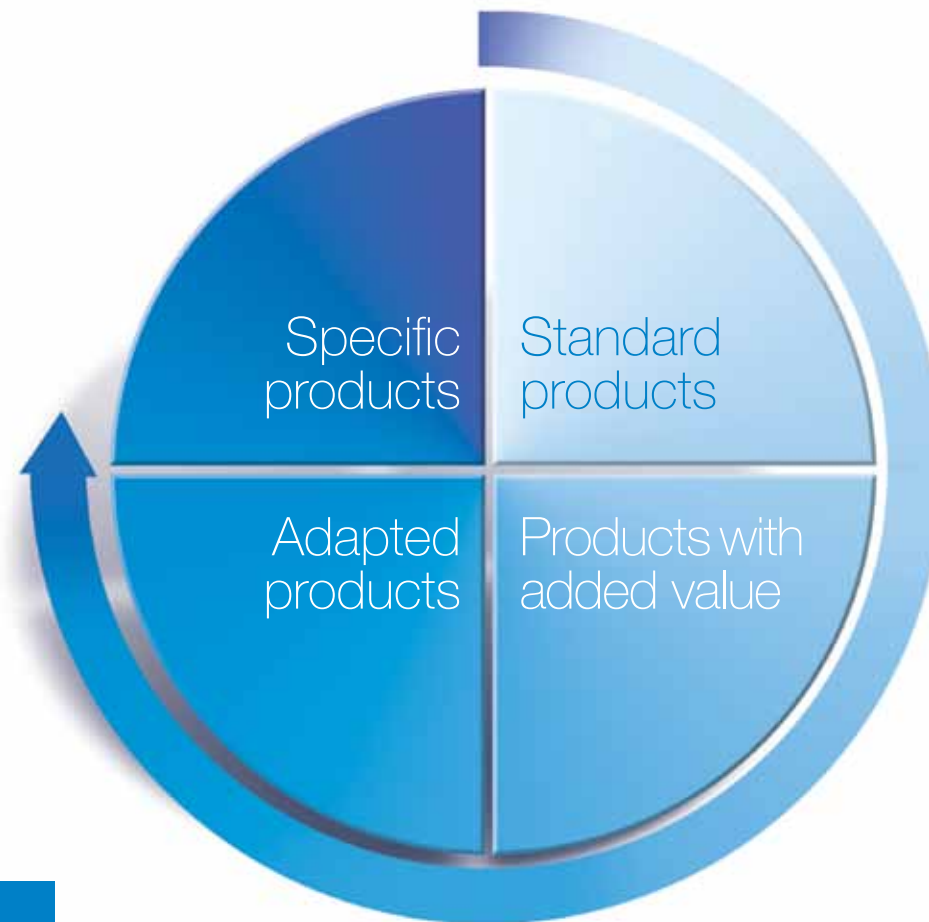 Specific
products
Standard
products
Adapted
products
Products with
added value